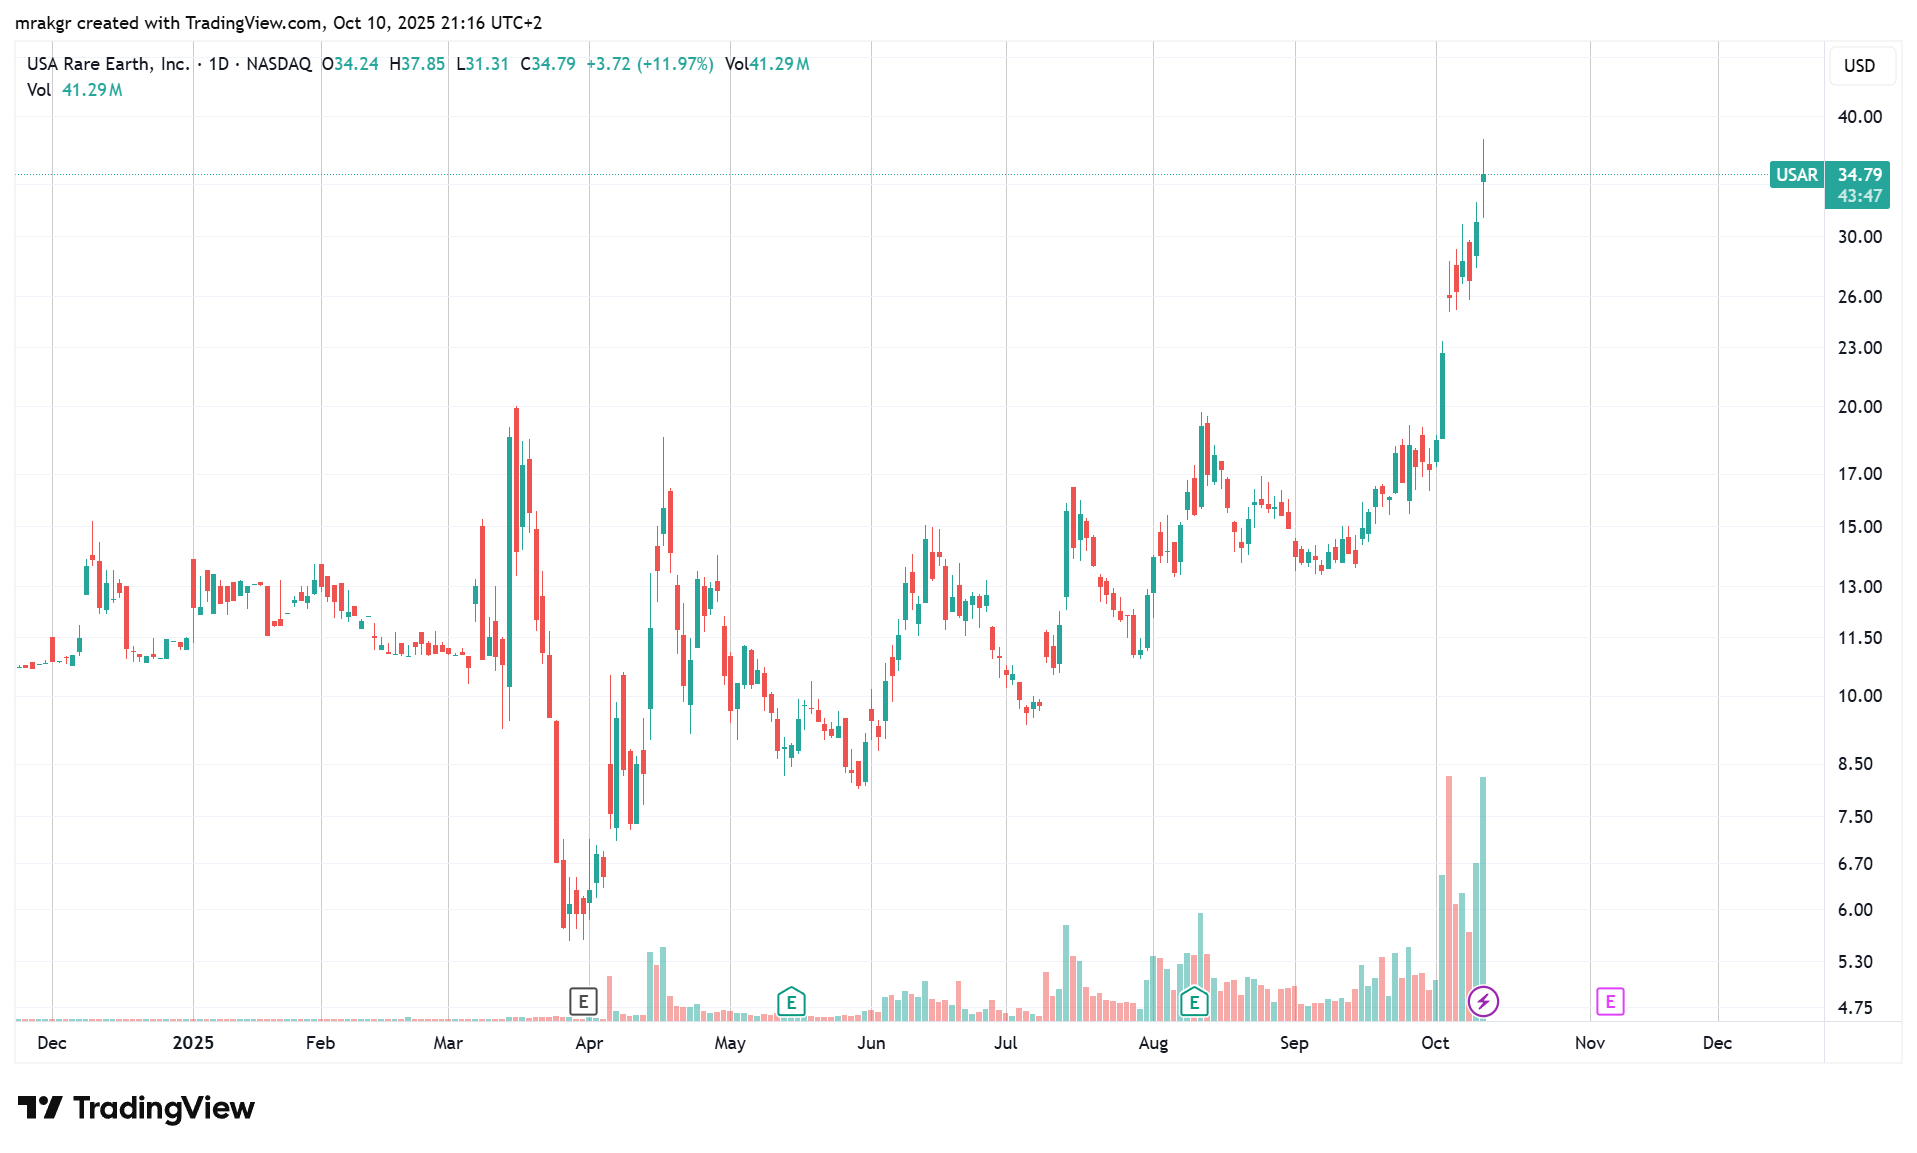 mrakgr created with TradingView.com, Oct 10, 2025 21:16 UTC+2
USA Rare Earth, Inc. · 1D · NASDAQ O34.24 H37.85 L31.31 C34.79 +3.72 (+11.97%) Vol41.29M
Vol 41.29M
USD
40.00
USAR 34.79
43:47
30.00
26.00
23.00
20.00
17.00
15.00
13.00
11.50
10.00
8.50
7.50
6.70
6.00
5.30
4.75
E E E E
Dec 2025 Feb Mar Apr May Jun Jul Aug Sep Oct Nov Dec
TradingView